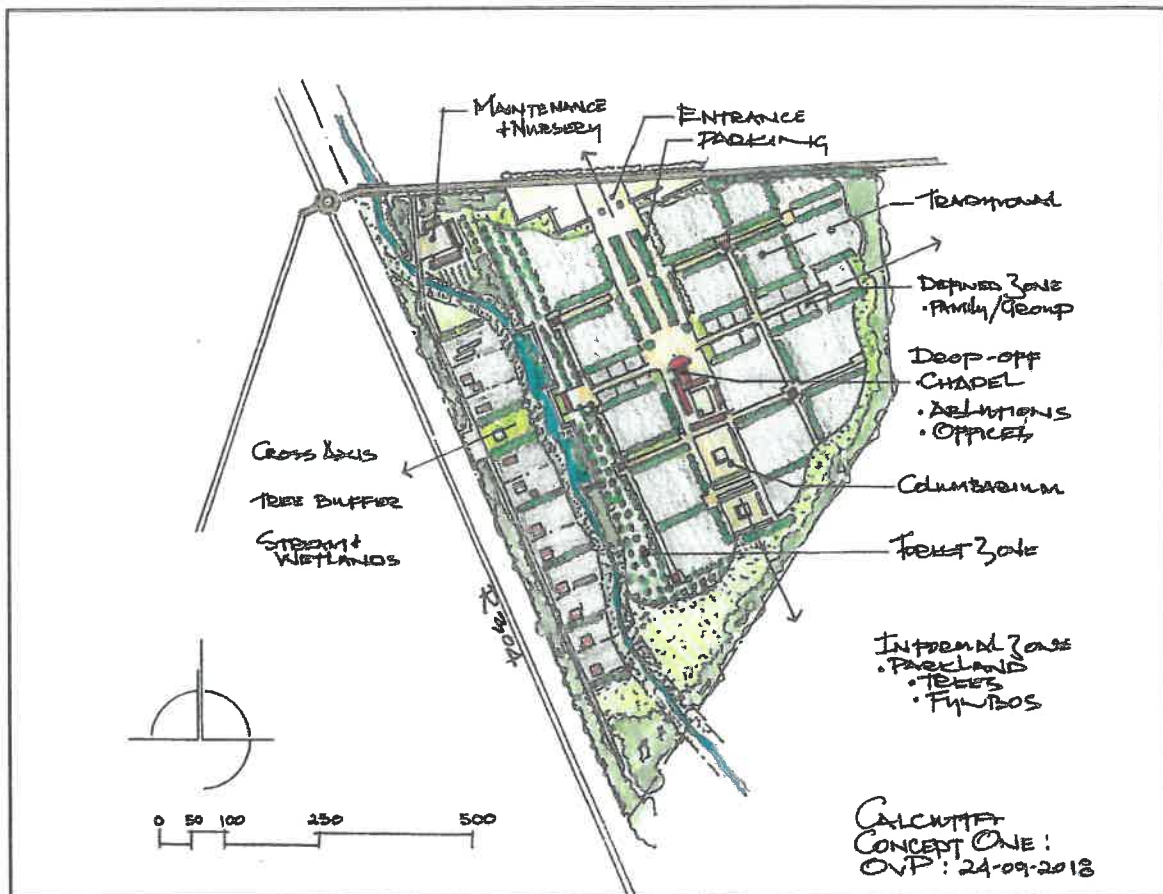 MAINTENANCE
+ NURSERY
ENTRANCE
PARKING
TRADITIONAL
DEFINED ZONE
• FAMILY/GROUP
DROP-OFF
• CHAPEL
• ABLUTIONS
• OFFICES
COLUMBARIUM
FOREST ZONE
INFORMAL ZONE
• PARKLAND
• TREES
• FYNBOS
CROSS AXIS
TREE BUFFER
STREAM +
WETLANDS
R304
0 50 100 250 500
CONCEPT ONE:
OVP: 24-09-2018